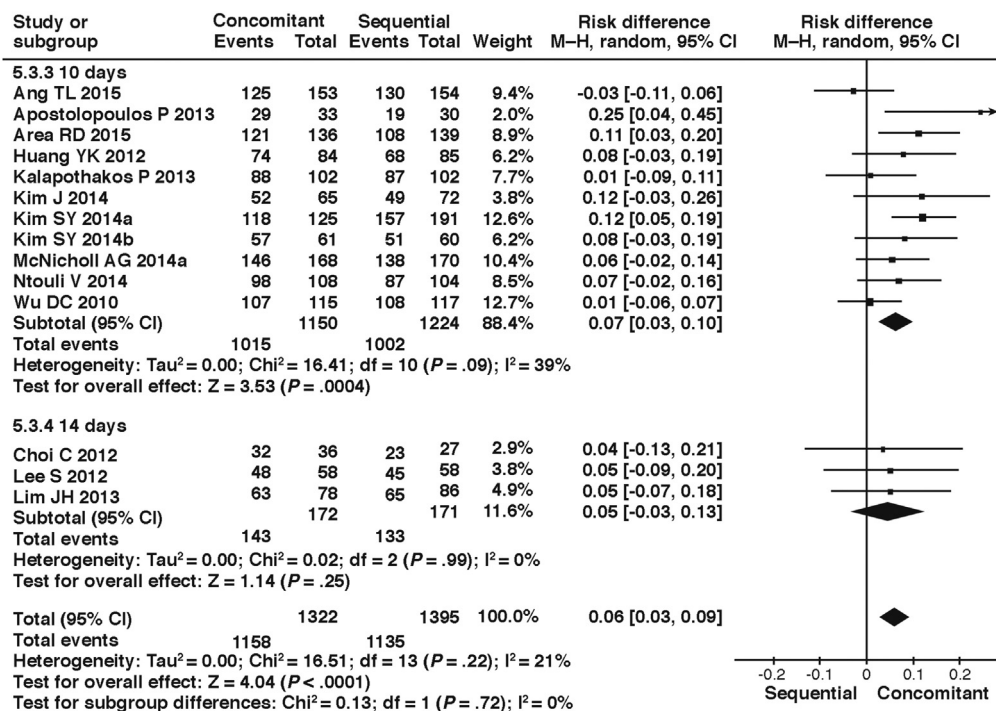 Study or subgroup Concomitant Events Total Sequential Events Total Weight Risk difference M–H, random, 95% CI Risk difference M–H, random, 95% CI
5.3.3 10 days
Ang TL 2015 125 153 130 154 9.4% -0.03 [-0.11, 0.06]
Apostolopoulos P 2013 29 33 19 30 2.0% 0.25 [0.04, 0.45]
Area RD 2015 121 136 108 139 8.9% 0.11 [0.03, 0.20]
Huang YK 2012 74 84 68 85 6.2% 0.08 [-0.03, 0.19]
Kalapothakos P 2013 88 102 87 102 7.7% 0.01 [-0.09, 0.11]
Kim J 2014 52 65 49 72 3.8% 0.12 [-0.03, 0.26]
Kim SY 2014a 118 125 157 191 12.6% 0.12 [0.05, 0.19]
Kim SY 2014b 57 61 51 60 6.2% 0.08 [-0.03, 0.19]
McNicholl AG 2014a 146 168 138 170 10.4% 0.06 [-0.02, 0.14]
Ntouli V 2014 98 108 87 104 8.5% 0.07 [-0.02, 0.16]
Wu DC 2010 107 115 108 117 12.7% 0.01 [-0.06, 0.07]
Subtotal (95% CI) 1150 1224 88.4% 0.07 [0.03, 0.10]
Total events 1015 1002
Heterogeneity: Tau² = 0.00; Chi² = 16.41; df = 10 (P = .09); I² = 39%
Test for overall effect: Z = 3.53 (P = .0004)
5.3.4 14 days
Choi C 2012 32 36 23 27 2.9% 0.04 [-0.13, 0.21]
Lee S 2012 48 58 45 58 3.8% 0.05 [-0.09, 0.20]
Lim JH 2013 63 78 65 86 4.9% 0.05 [-0.07, 0.18]
Subtotal (95% CI) 172 171 11.6% 0.05 [-0.03, 0.13]
Total events 143 133
Heterogeneity: Tau² = 0.00; Chi² = 0.02; df = 2 (P = .99); I² = 0%
Test for overall effect: Z = 1.14 (P = .25)
Total (95% CI) 1322 1395 100.0% 0.06 [0.03, 0.09]
Total events 1158 1135
Heterogeneity: Tau² = 0.00; Chi² = 16.51; df = 13 (P = .22); I² = 21%
Test for overall effect: Z = 4.04 (P < .0001)
Test for subgroup differences: Chi² = 0.13; df = 1 (P = .72); I² = 0%
-0.2 -0.1 0 0.1 0.2
Sequential Concomitant